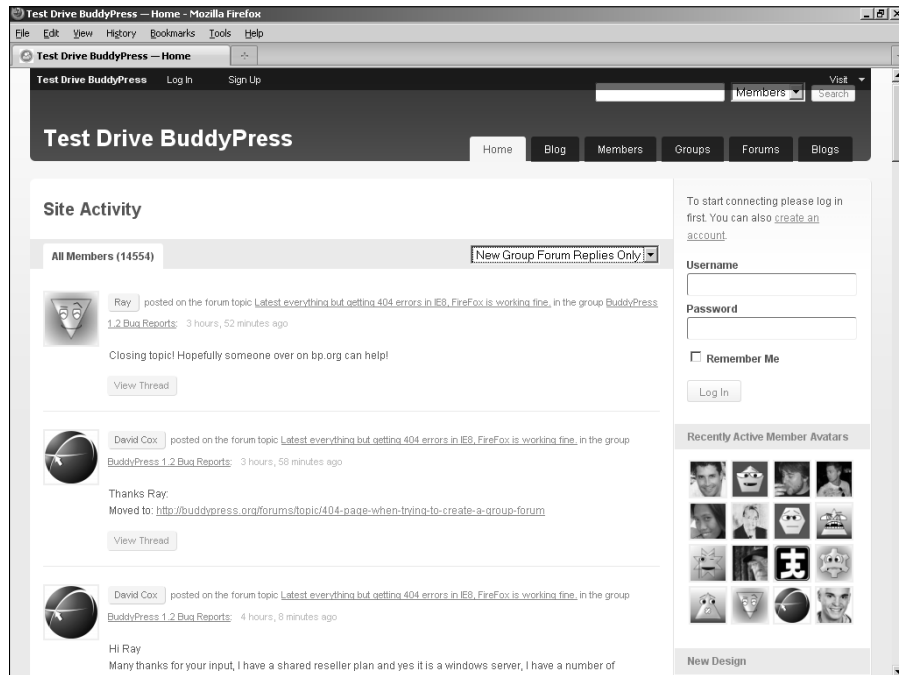 Test Drive BuddyPress — Home - Mozilla Firefox
File Edit View History Bookmarks Tools Help
Test Drive BuddyPress — Home
Test Drive BuddyPress Log In Sign Up Visit
Members Search
Test Drive BuddyPress
Home Blog Members Groups Forums Blogs
Site Activity
All Members (14554) New Group Forum Replies Only
Ray posted on the forum topic Latest everything but getting 404 errors in IE8, FireFox is working fine. in the group BuddyPress
1.2 Bug Reports: 3 hours, 52 minutes ago
Closing topic! Hopefully someone over on bp.org can help!
View Thread
David Cox posted on the forum topic Latest everything but getting 404 errors in IE8, FireFox is working fine. in the group
BuddyPress 1.2 Bug Reports: 3 hours, 58 minutes ago
Thanks Ray:
Moved to: http://buddypress.org/forums/topic/404-page-when-trying-to-create-a-group-forum
View Thread
David Cox posted on the forum topic Latest everything but getting 404 errors in IE8, FireFox is working fine. in the group
BuddyPress 1.2 Bug Reports: 4 hours, 8 minutes ago
Hi Ray
Many thanks for your input, I have a shared reseller plan and yes it is a windows server, I have a number of
To start connecting please log in
first. You can also create an
account.
Username
Password
Remember Me
Log In
Recently Active Member Avatars
New Design